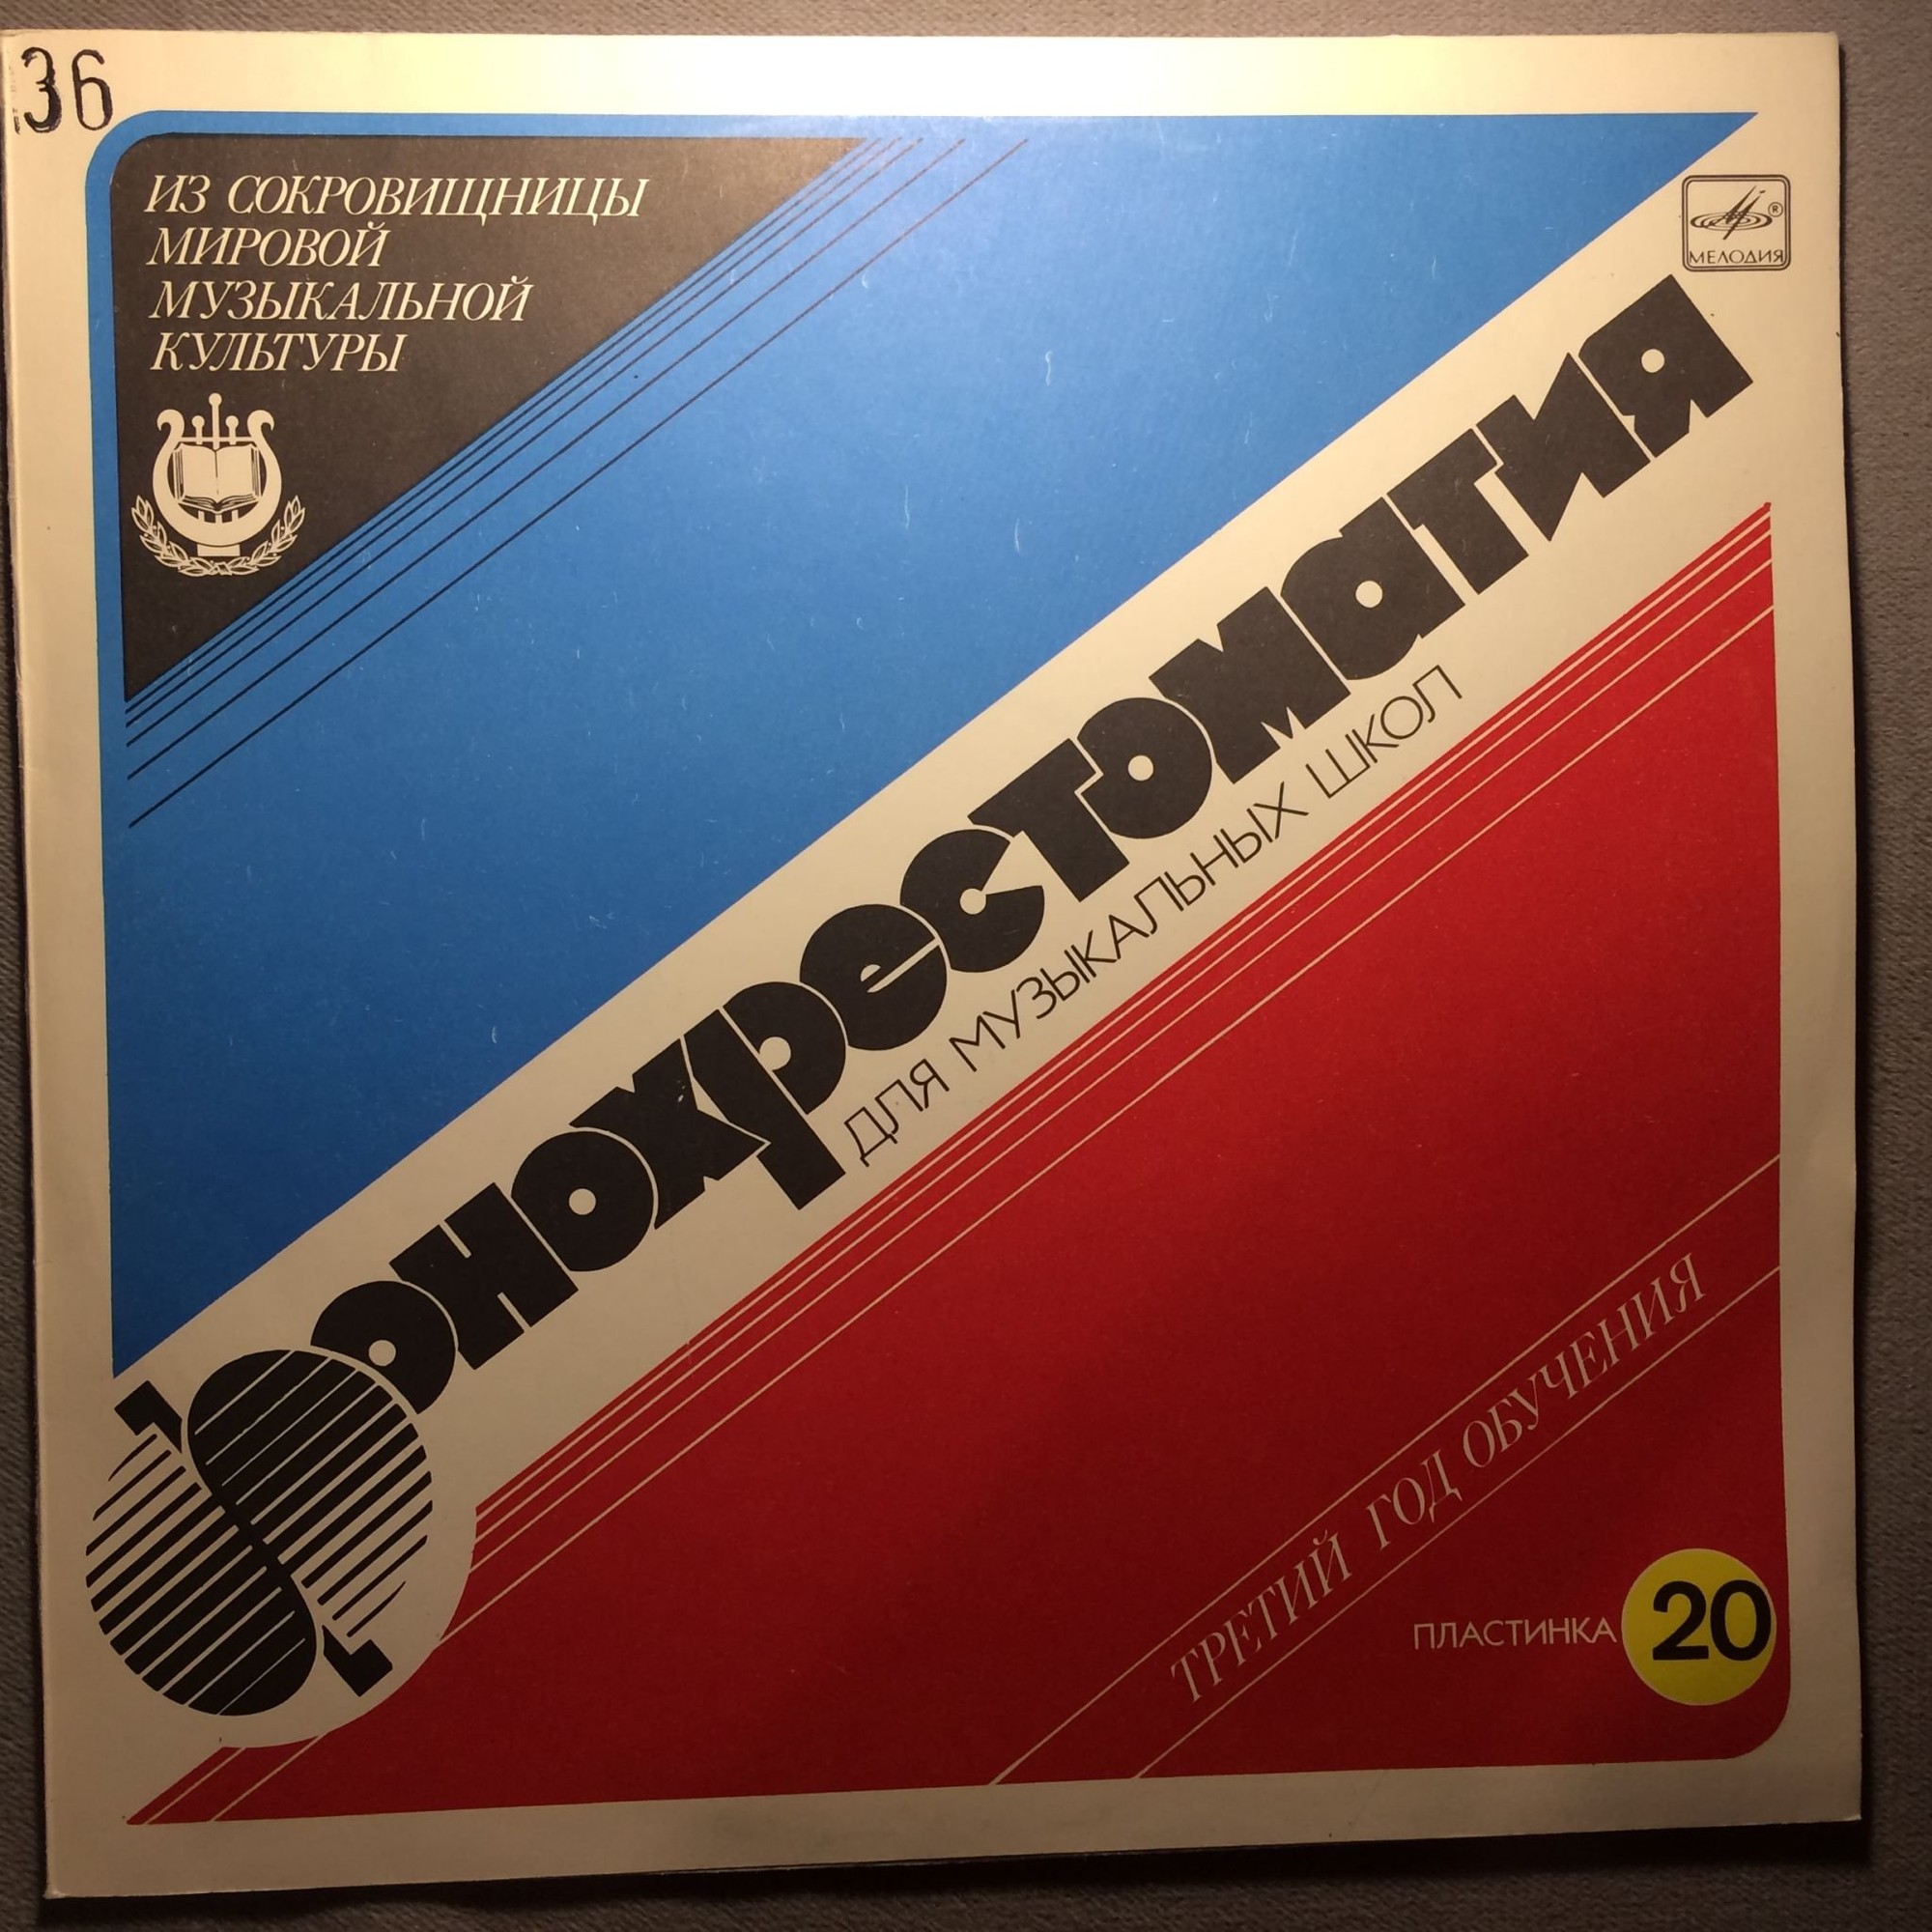 36
ИЗ СОКРОВИЩНИЦЫ
МИРОВОЙ
МУЗЫКАЛЬНОЙ
КУЛЬТУРЫ
®
МЕЛОДИЯ
фонохрестоматия
ДЛЯ МУЗЫКАЛЬНЫХ ШКОЛ
ТРЕТИЙ ГОД ОБУЧЕНИЯ
ПЛАСТИНКА 20